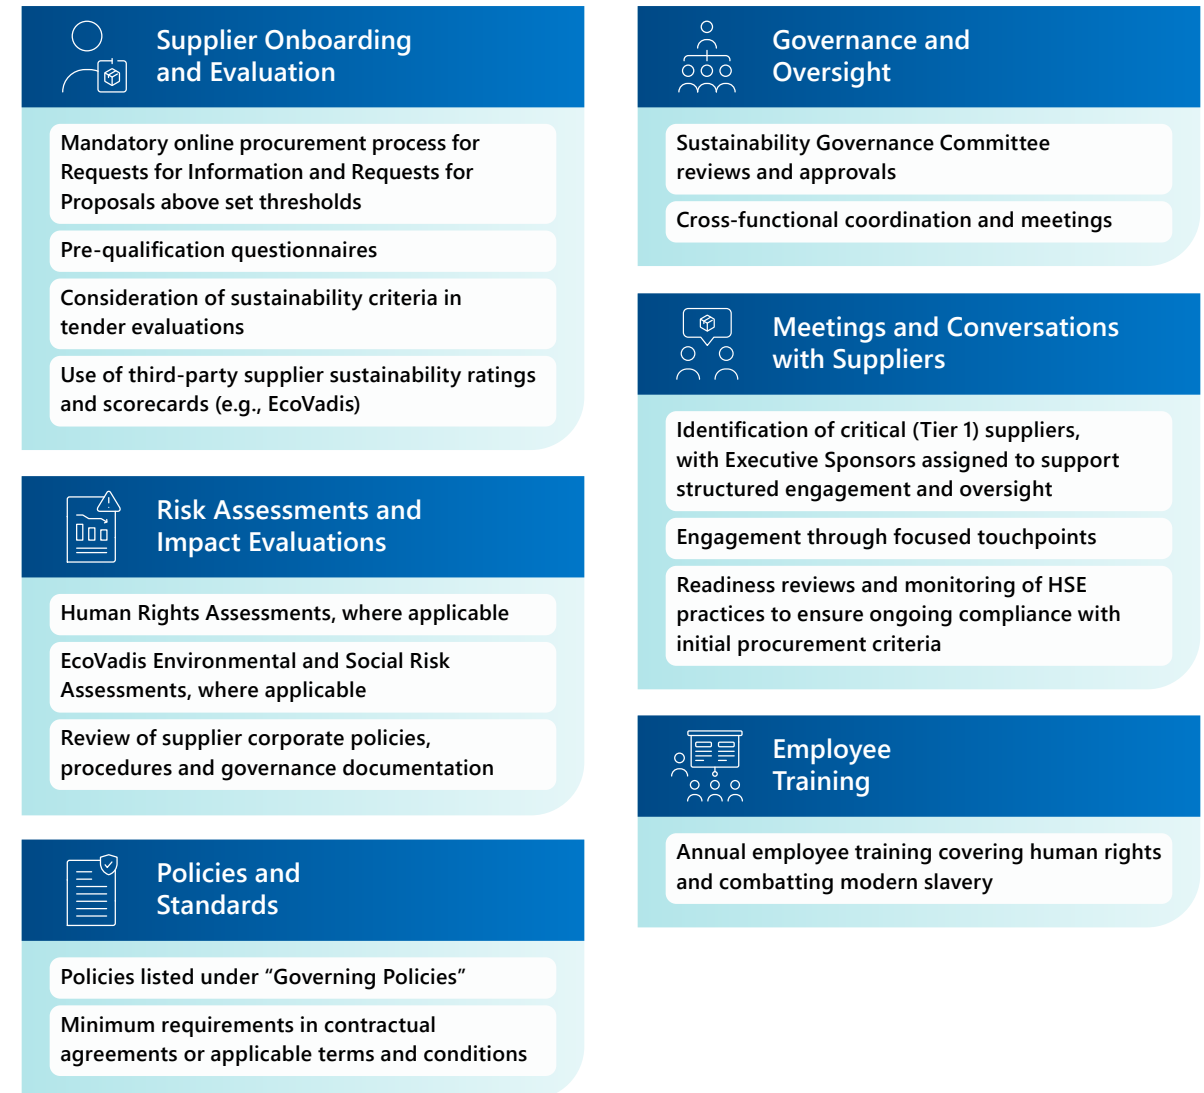 Supplier Onboarding
and Evaluation
Mandatory online procurement process for
Requests for Information and Requests for
Proposals above set thresholds
Pre-qualification questionnaires
Consideration of sustainability criteria in
tender evaluations
Use of third-party supplier sustainability ratings
and scorecards (e.g., EcoVadis)
Risk Assessments and
Impact Evaluations
Human Rights Assessments, where applicable
EcoVadis Environmental and Social Risk
Assessments, where applicable
Review of supplier corporate policies,
procedures and governance documentation
Policies and
Standards
Policies listed under “Governing Policies”
Minimum requirements in contractual
agreements or applicable terms and conditions
Governance and
Oversight
Sustainability Governance Committee
reviews and approvals
Cross-functional coordination and meetings
Meetings and Conversations
with Suppliers
Identification of critical (Tier 1) suppliers,
with Executive Sponsors assigned to support
structured engagement and oversight
Engagement through focused touchpoints
Readiness reviews and monitoring of HSE
practices to ensure ongoing compliance with
initial procurement criteria
Employee
Training
Annual employee training covering human rights
and combatting modern slavery